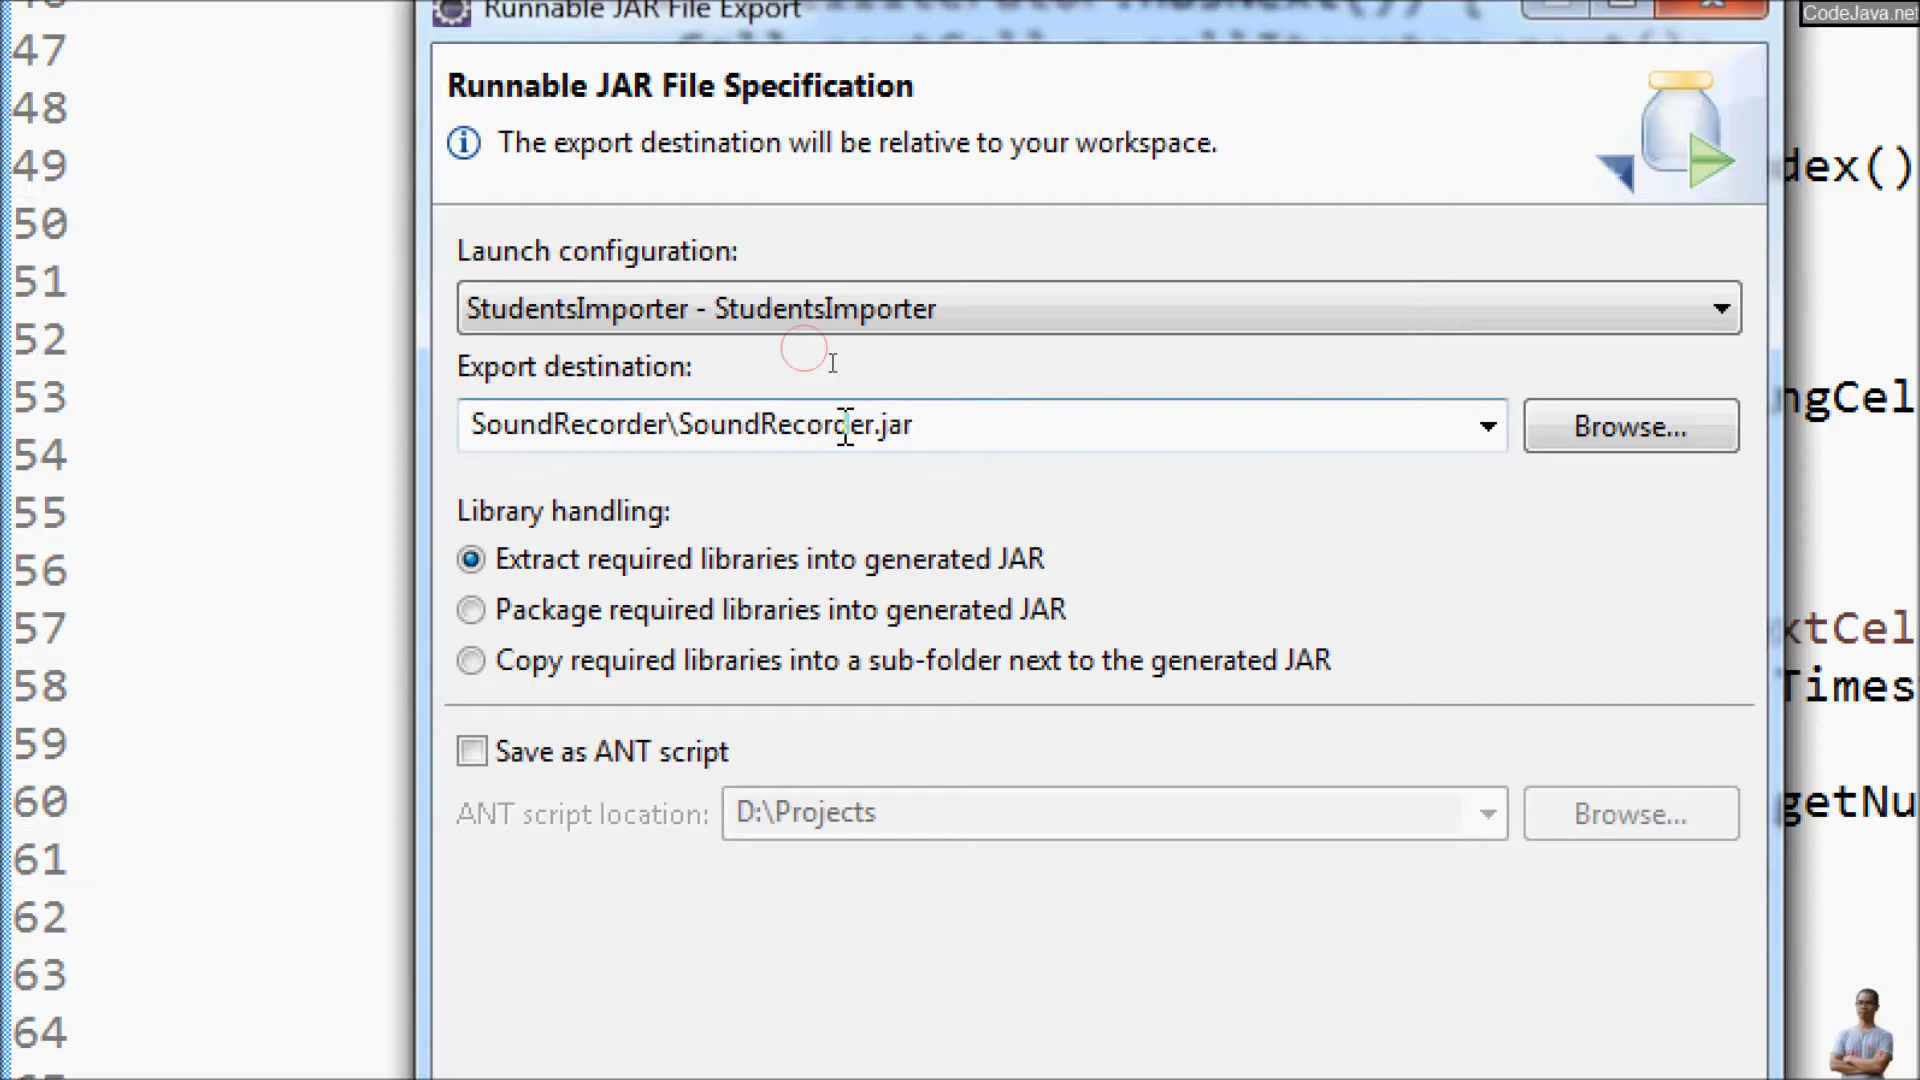 Runnable JAR File Export
CodeJava.net
47
Runnable JAR File Specification
48
The export destination will be relative to your workspace.
49
dex()
50
Launch configuration:
51
StudentsImporter - StudentsImporter
52
Export destination:
53
ngCel
SoundRecorder\SoundRecorder.jar
Browse...
54
55
Library handling:
56
Extract required libraries into generated JAR
57
Package required libraries into generated JAR
xtCel
58
Copy required libraries into a sub-folder next to the generated JAR
Times
59
Save as ANT script
60
ANT script location:
D:\Projects
Browse...
getNu
61
62
63
64